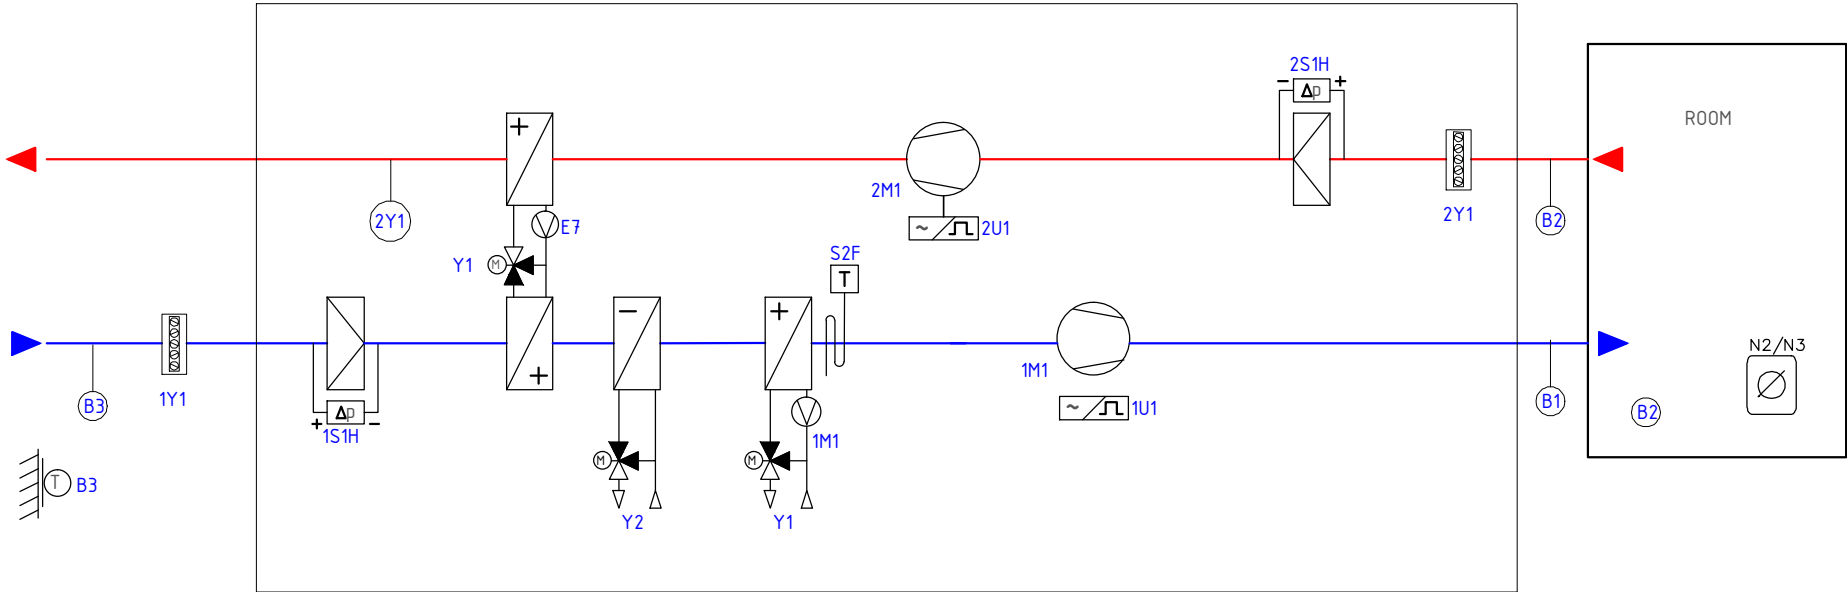 2S1H
- Δp +
ROOM
+
2M1
2Y1
2Y1
B2
E7
~
2U1
Y1
M
S2F
T
N2/N3
-
+
+
1M1
B3
1Y1
Δp
+ -
1S1H
~
1U1
B1
B2
1M1
M
M
T
B3
Y2
Y1